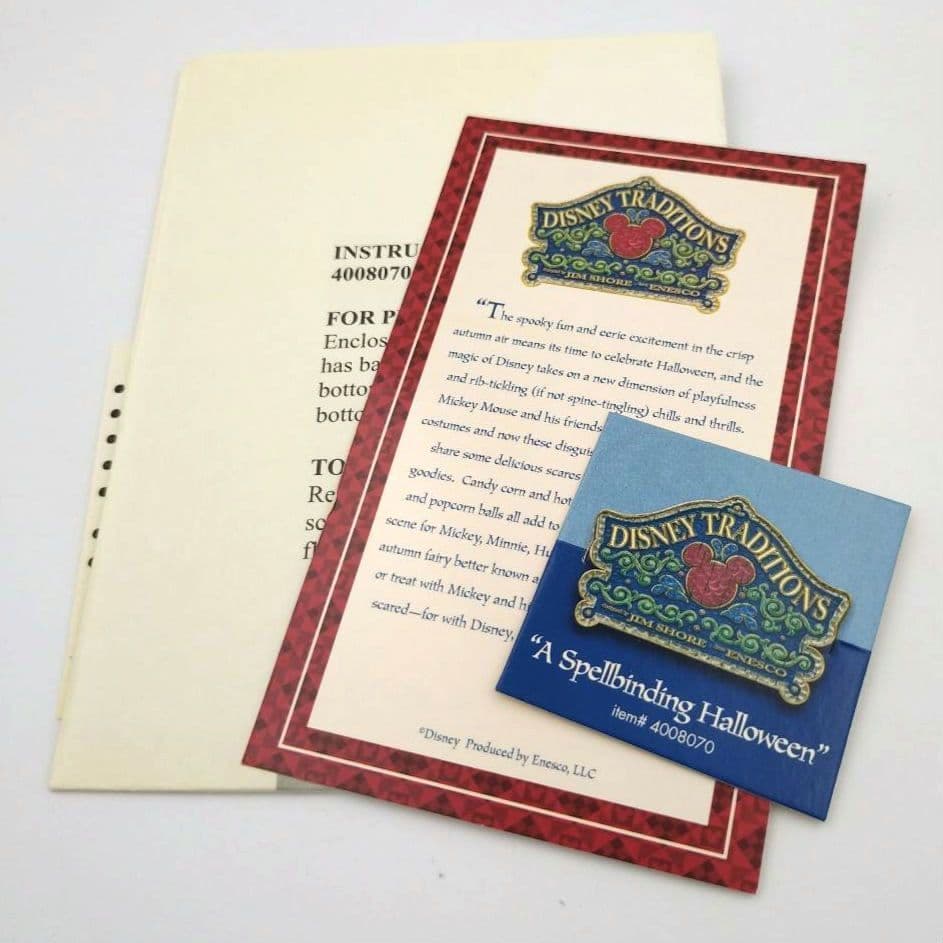 INSTRU
4008070
FOR P
Enclos
has ba
botto
botto
TO
Re
DISNEY TRADITIONS
JIM SHORE ENESCO
“The spooky fun and eerie excitement in the crisp
autumn air means its time to celebrate Halloween, and the
magic of Disney takes on a new dimension of playfulness
and rib-tickling (if not spine-tingling) chills and thrills.
Mickey Mouse and his friends
costumes and now these disgui
share some delicious scares
goodies. Candy corn and hot
and popcorn balls all add to
scene for Mickey, Minnie, Hu
autumn fairy better known a
or treat with Mickey and hi
scared—for with Disney,
©Disney Produced by Enesco, LLC
DISNEY TRADITIONS
JIM SHORE ENESCO
“A Spellbinding Halloween”
item# 4008070